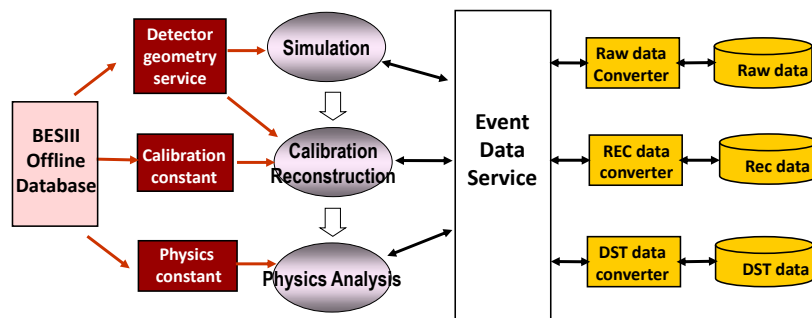 BESIII
Offline
Database
Detector
geometry
service
Calibration
constant
Physics
constant
Simulation
Calibration
Reconstruction
Physics Analysis
Event
Data
Service
Raw data
Converter
REC data
converter
DST data
converter
Raw data
Rec data
DST data